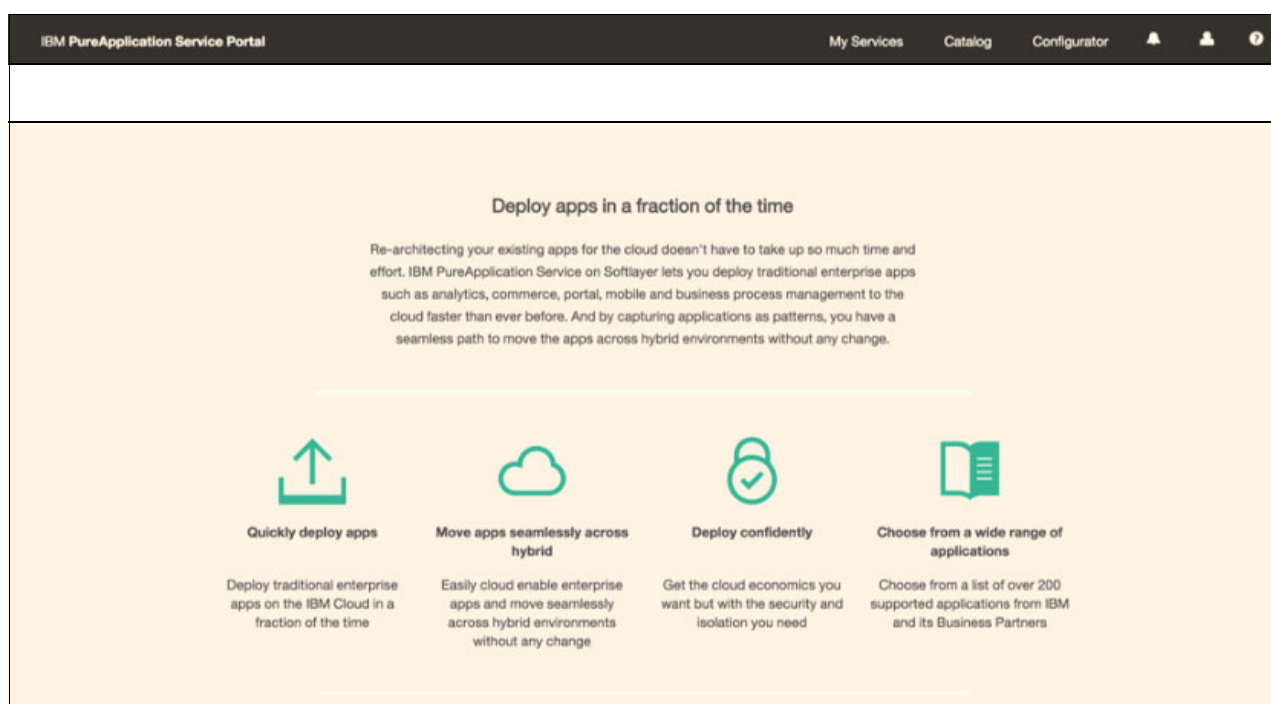 IBM PureApplication Service Portal
My Services Catalog Configurator
Deploy apps in a fraction of the time
Re-architecting your existing apps for the cloud doesn't have to take up so much time and
effort. IBM PureApplication Service on Softlayer lets you deploy traditional enterprise apps
such as analytics, commerce, portal, mobile and business process management to the
cloud faster than ever before. And by capturing applications as patterns, you have a
seamless path to move the apps across hybrid environments without any change.
Quickly deploy apps
Deploy traditional enterprise
apps on the IBM Cloud in a
fraction of the time
Move apps seamlessly across
hybrid
Easily cloud enable enterprise
apps and move seamlessly
across hybrid environments
without any change
Deploy confidently
Get the cloud economics you
want but with the security and
isolation you need
Choose from a wide range of
applications
Choose from a list of over 200
supported applications from IBM
and its Business Partners